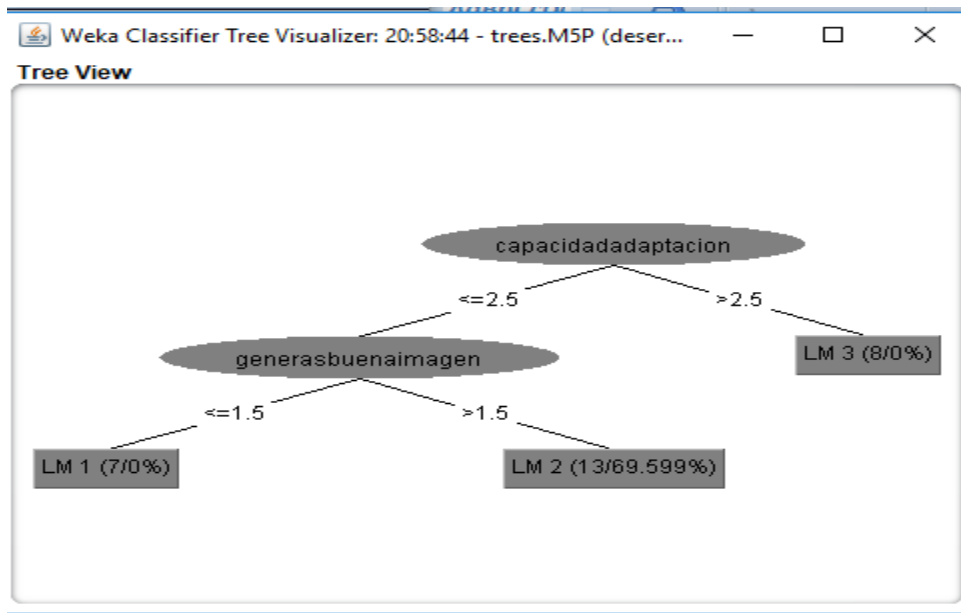 Weka Classifier Tree Visualizer: 20:58:44 - trees.M5P (deser...
Tree View
capacidadadaptacion
<=2.5
>2.5
generasbuenaimagen
LM 3 (8/0%)
<=1.5
>1.5
LM 1 (7/0%)
LM 2 (13/69.599%)